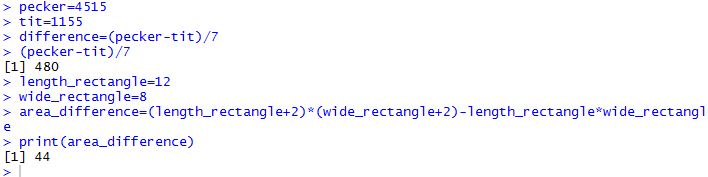 > pecker=4515
> tit=1155
> difference=(pecker-tit)/7
> (pecker-tit)/7
[1] 480
> length_rectangle=12
> wide_rectangle=8
> area_difference=(length_rectangle+2)*(wide_rectangle+2)-length_rectangle*wide_rectangl
e
> print(area_difference)
[1] 44
>